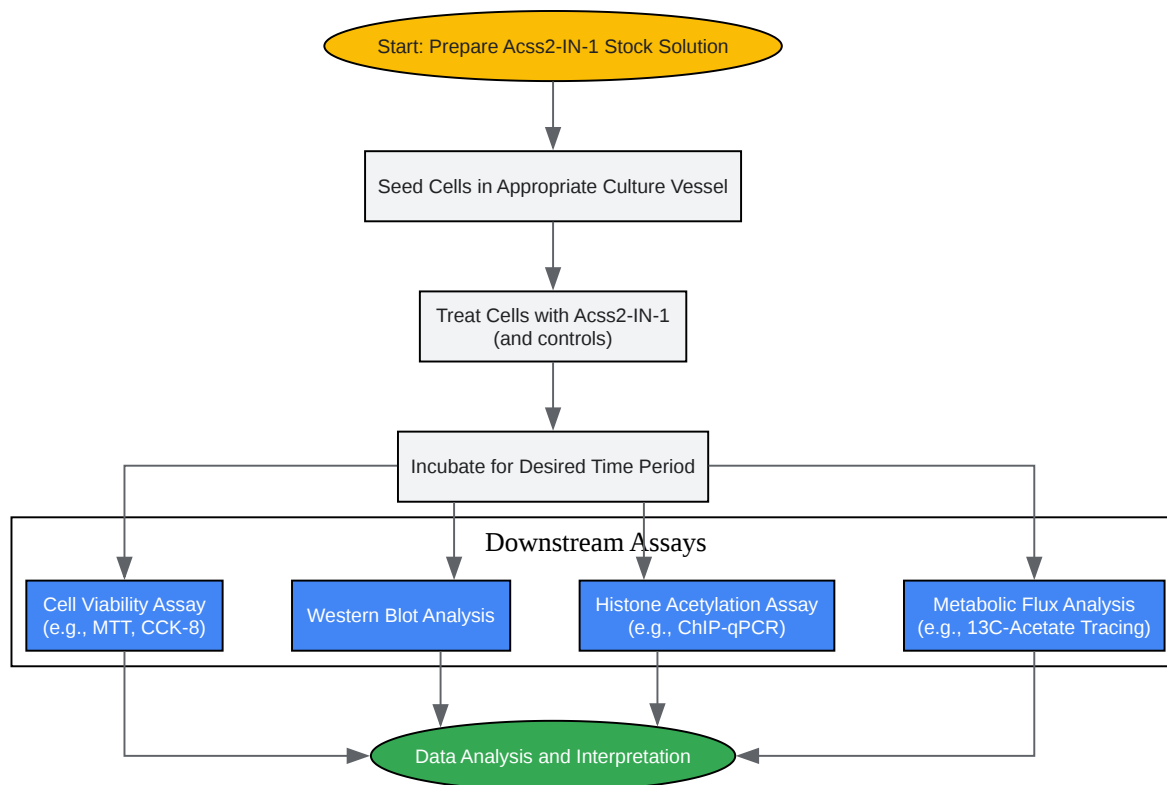 Start: Prepare Acss2-IN-1 Stock Solution
Seed Cells in Appropriate Culture Vessel
Treat Cells with Acss2-IN-1
(and controls)
Incubate for Desired Time Period
Downstream Assays
Cell Viability Assay
(e.g., MTT, CCK-8)
Western Blot Analysis
Histone Acetylation Assay
(e.g., ChIP-qPCR)
Metabolic Flux Analysis
(e.g., 13C-Acetate Tracing)
Data Analysis and Interpretation